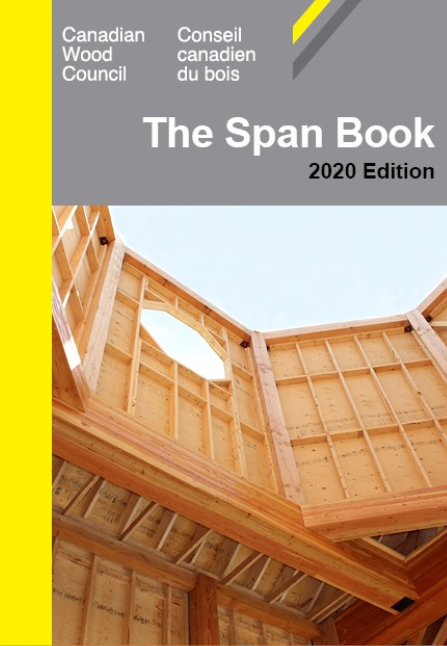 Canadian
Wood
Council
Conseil
canadien
du bois
The Span Book
2020 Edition